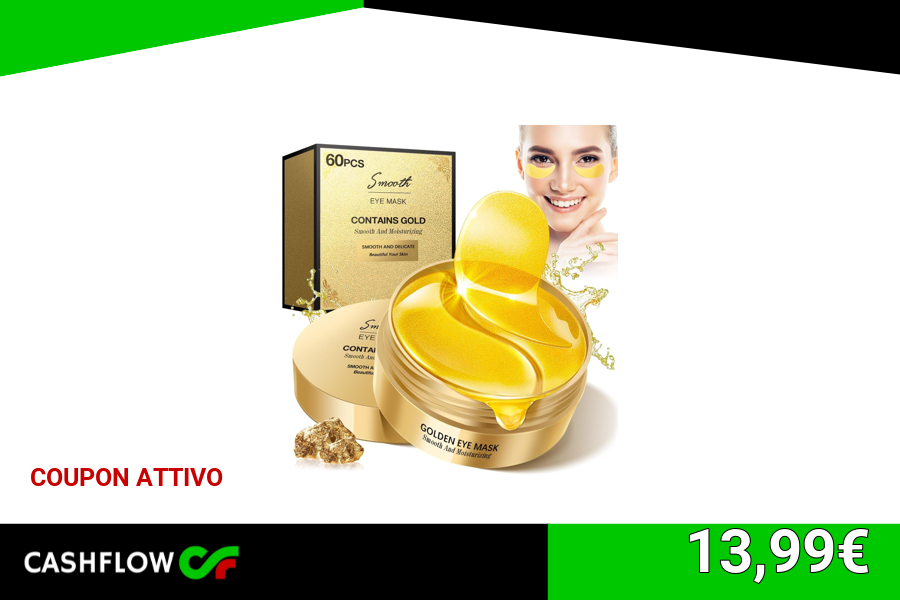 60PCS
Smooth
EYE MASK
CONTAINS GOLD
Smooth And Moisturizing
SMOOTH AND DELICATE
Beautiful Your Skin
EYE
GOLDEN EYE MASK
Smooth And Moisturizing
COUPON ATTIVO
CASHFLOW
13,99€